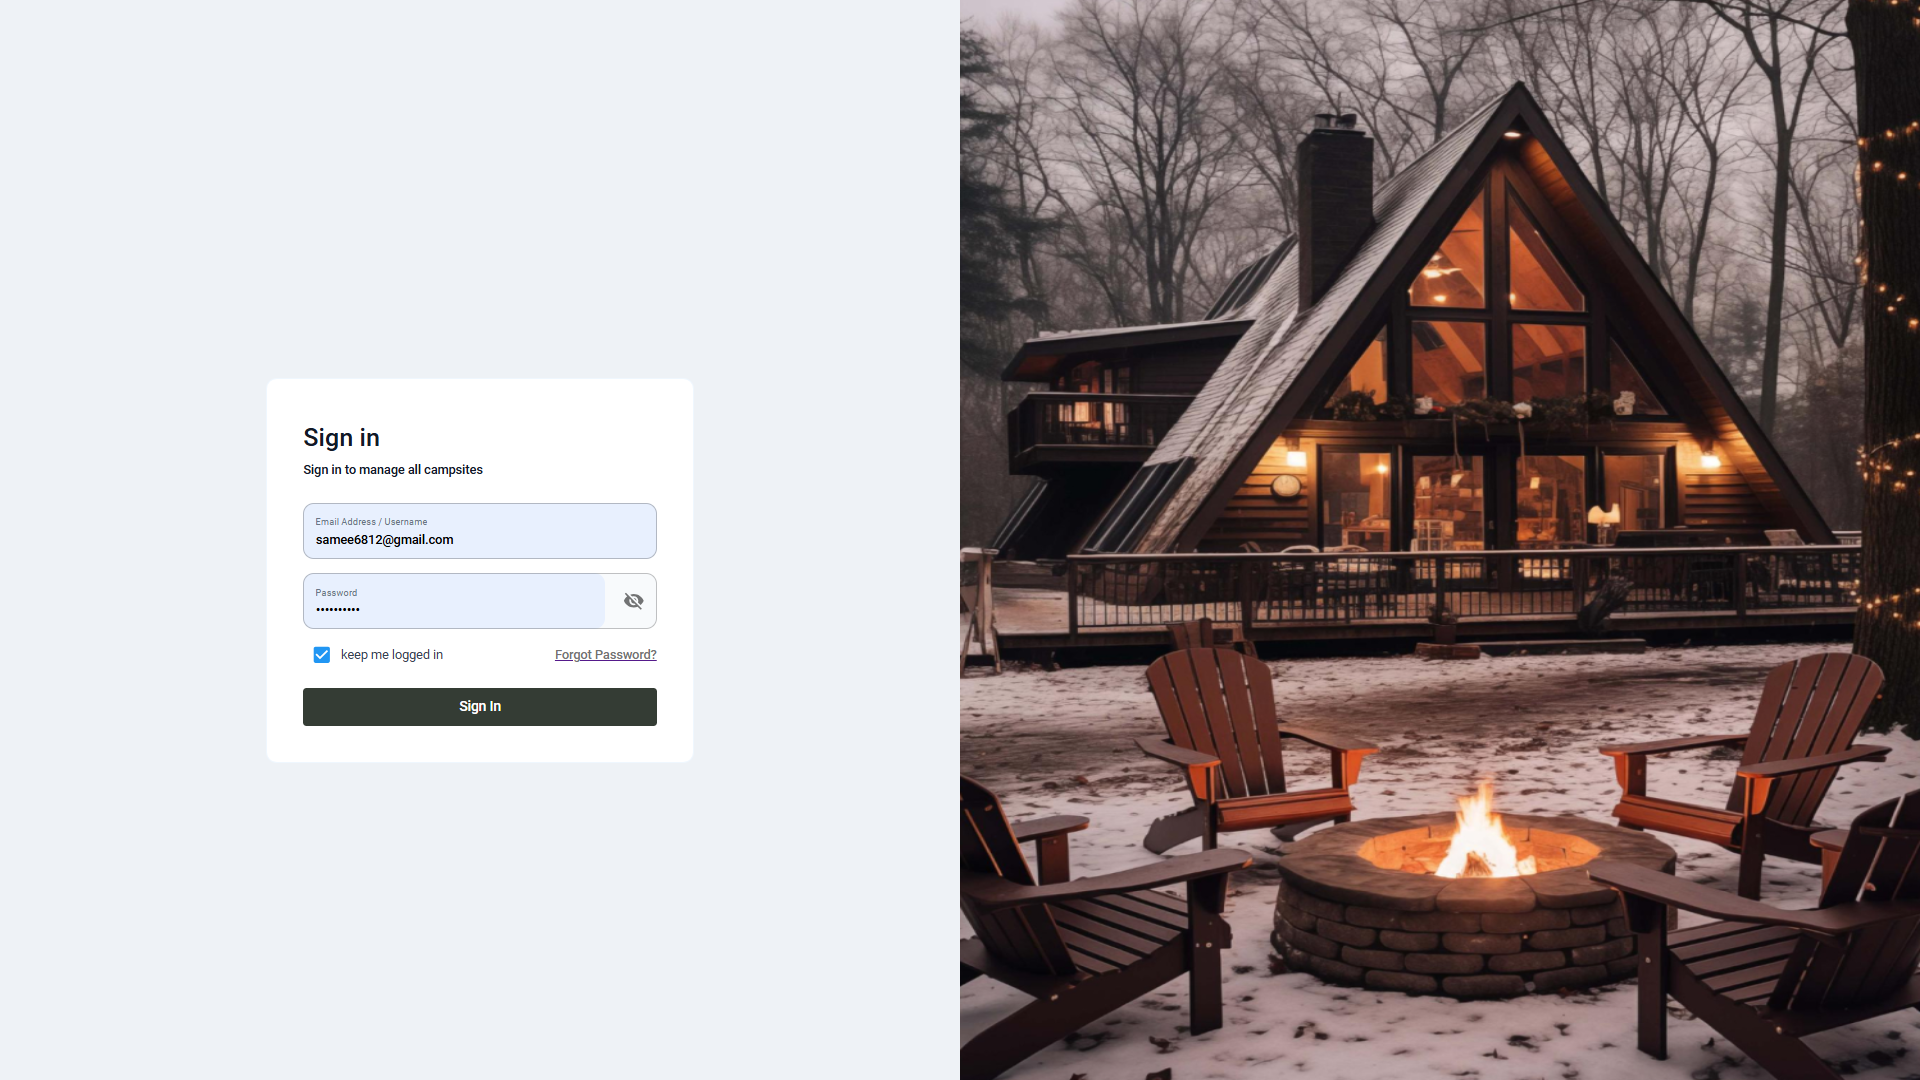 Sign in
Sign in to manage all campsites
Email Address / Username
samee6812@gmail.com
Password
••••••••••
keep me logged in
Forgot Password?
Sign In